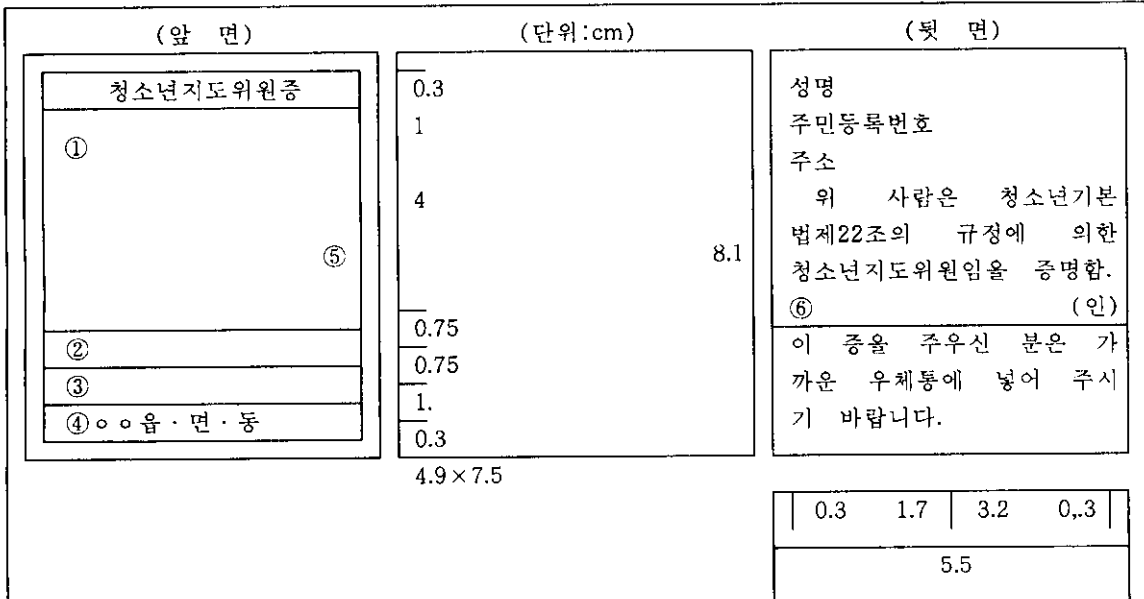 (앞 면)
청소년지도위원증
①
⑤
②
③
④ㅇㅇ읍·면·동
(단위:cm)
0.3
1
4
8.1
0.75
0.75
1.
0.3
4.9×7.5
(뒷 면)
성명
주민등록번호
주소
위 사람은 청소년기본
법제22조의 규정에 의한
청소년지도위원임을 증명함.
⑥ (인)
이 증을 주우신 분은 가
까운 우체통에 넣어 주시
기 바랍니다.
0.3 1.7 3.2 0,.3
5.5